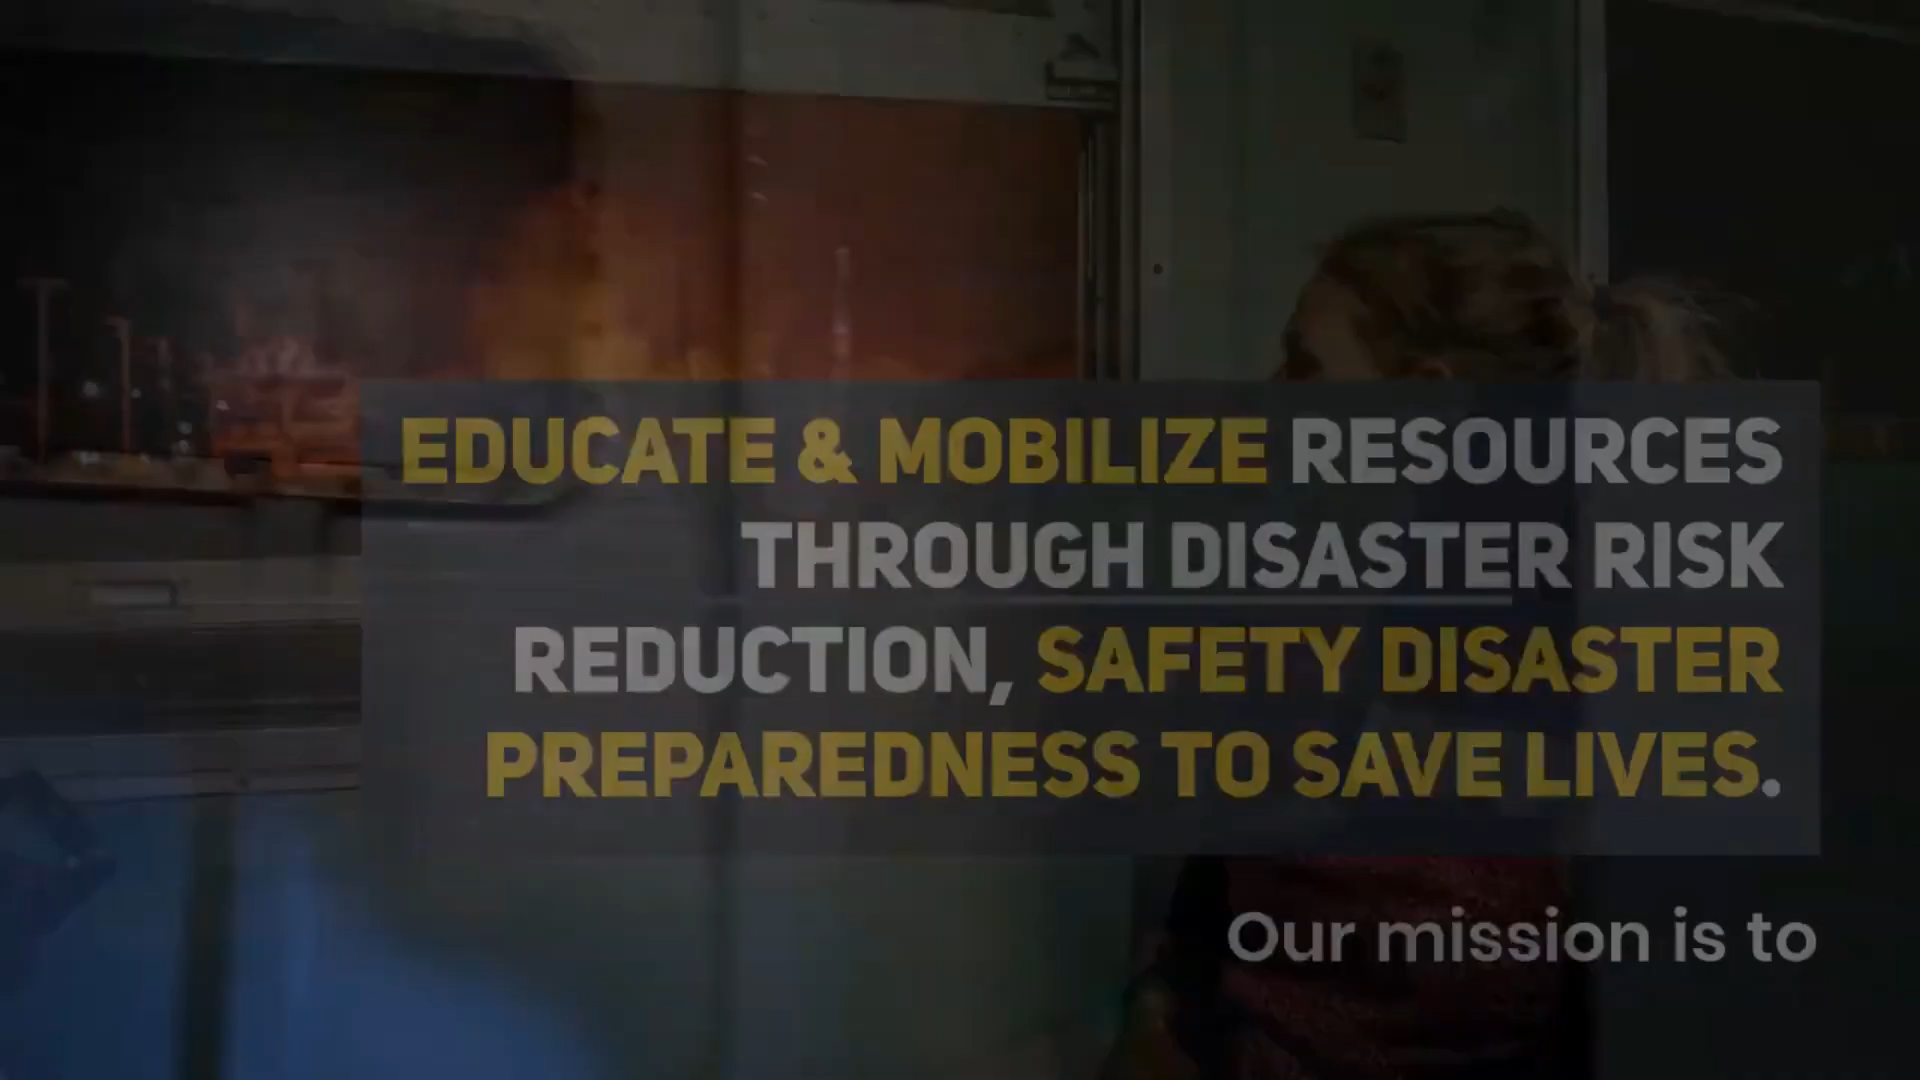 EDUCATE & MOBILIZE RESOURCES
THROUGH DISASTER RISK
REDUCTION, SAFETY DISASTER
PREPAREDNESS TO SAVE LIVES.
Our mission is to